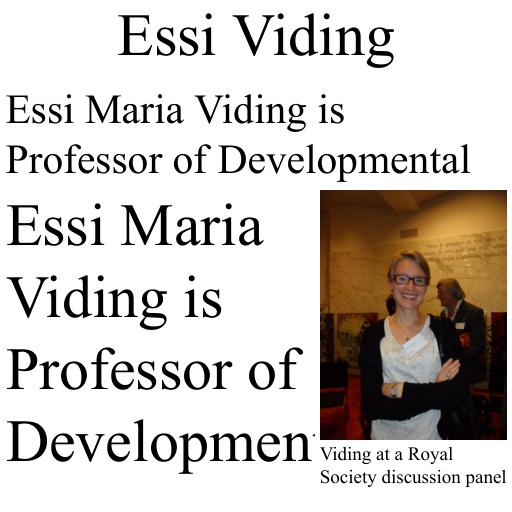 Essi Viding
Essi Maria Viding is
Professor of Developmental
Essi Maria
Viding is
Professor of
Development
Viding at a Royal
Society discussion panel